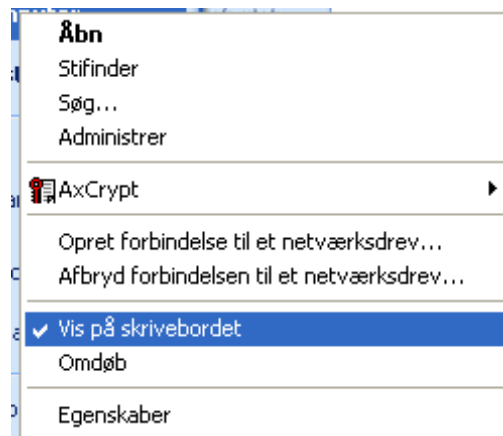 Åbn
Stifinder
Søg...
Administrer
AxCrypt
Opret forbindelse til et netværksdrev...
Afbryd forbindelsen til et netværksdrev...
Vis på skrivebordet
Omdøb
Egenskaber